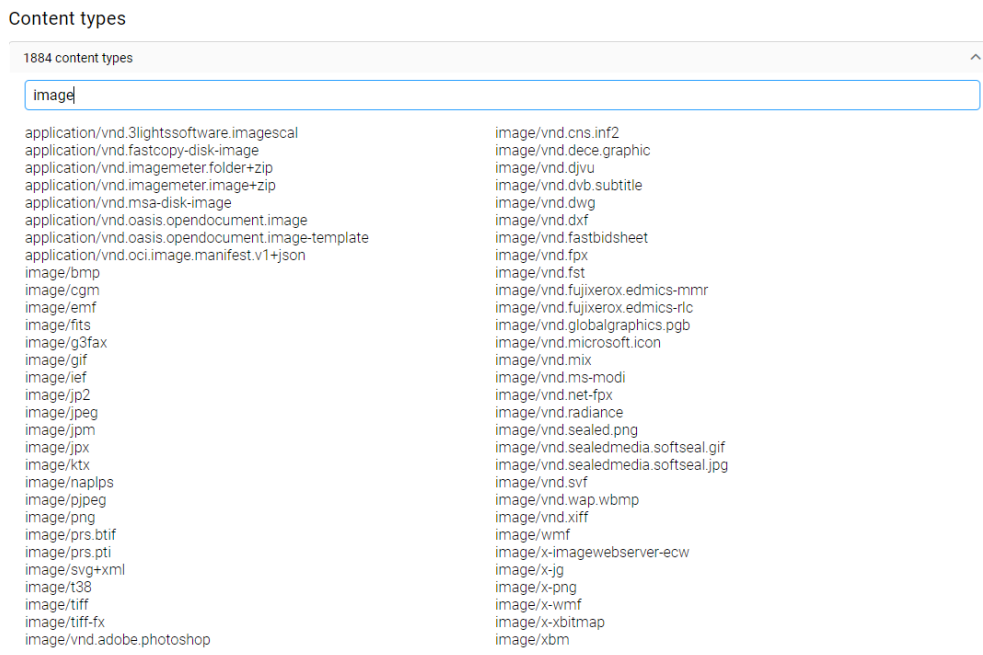 Content types
1884 content types
image
application/vnd.3lightssoftware.imagescal
application/vnd.fastcopy-disk-image
application/vnd.imagemeter.folder+zip
application/vnd.imagemeter.image+zip
application/vnd.msa-disk-image
application/vnd.oasis.opendocument.image
application/vnd.oasis.opendocument.image-template
application/vnd.oci.image.manifest.v1+json
image/bmp
image/cgm
image/emf
image/fits
image/g3fax
image/gif
image/ief
image/jp2
image/jpeg
image/jpm
image/jpx
image/ktx
image/naplps
image/pjpeg
image/png
image/prs.btif
image/prs.pti
image/svg+xml
image/t38
image/tiff
image/tiff-fx
image/vnd.adobe.photoshop
image/vnd.cns.inf2
image/vnd.dece.graphic
image/vnd.djvu
image/vnd.dvb.subtitle
image/vnd.dwg
image/vnd.dxf
image/vnd.fastbidsheet
image/vnd.fpx
image/vnd.fst
image/vnd.fujixerox.edmics-mmr
image/vnd.fujixerox.edmics-rlc
image/vnd.globalgraphics.pgb
image/vnd.microsoft.icon
image/vnd.mix
image/vnd.ms-modi
image/vnd.net-fpx
image/vnd.radiance
image/vnd.sealed.png
image/vnd.sealedmedia.softseal.gif
image/vnd.sealedmedia.softseal.jpg
image/vnd.svf
image/vnd.wap.wbmp
image/vnd.xiff
image/wmf
image/x-imagewebserver-ecw
image/x-jg
image/x-png
image/x-wmf
image/x-xbitmap
image/xbm